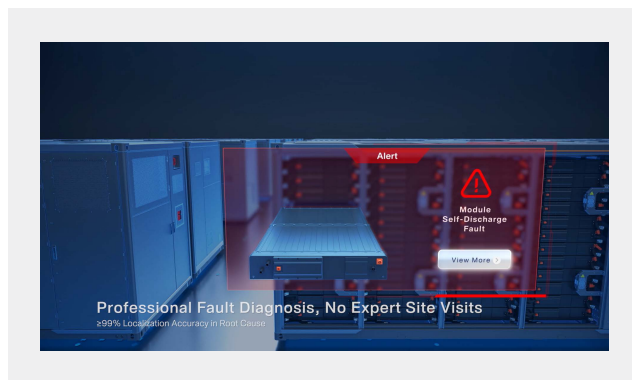 Alert
Module
Self-Discharge
Fault
View More
Professional Fault Diagnosis, No Expert Site Visits
≥99% Localization Accuracy in Root Cause